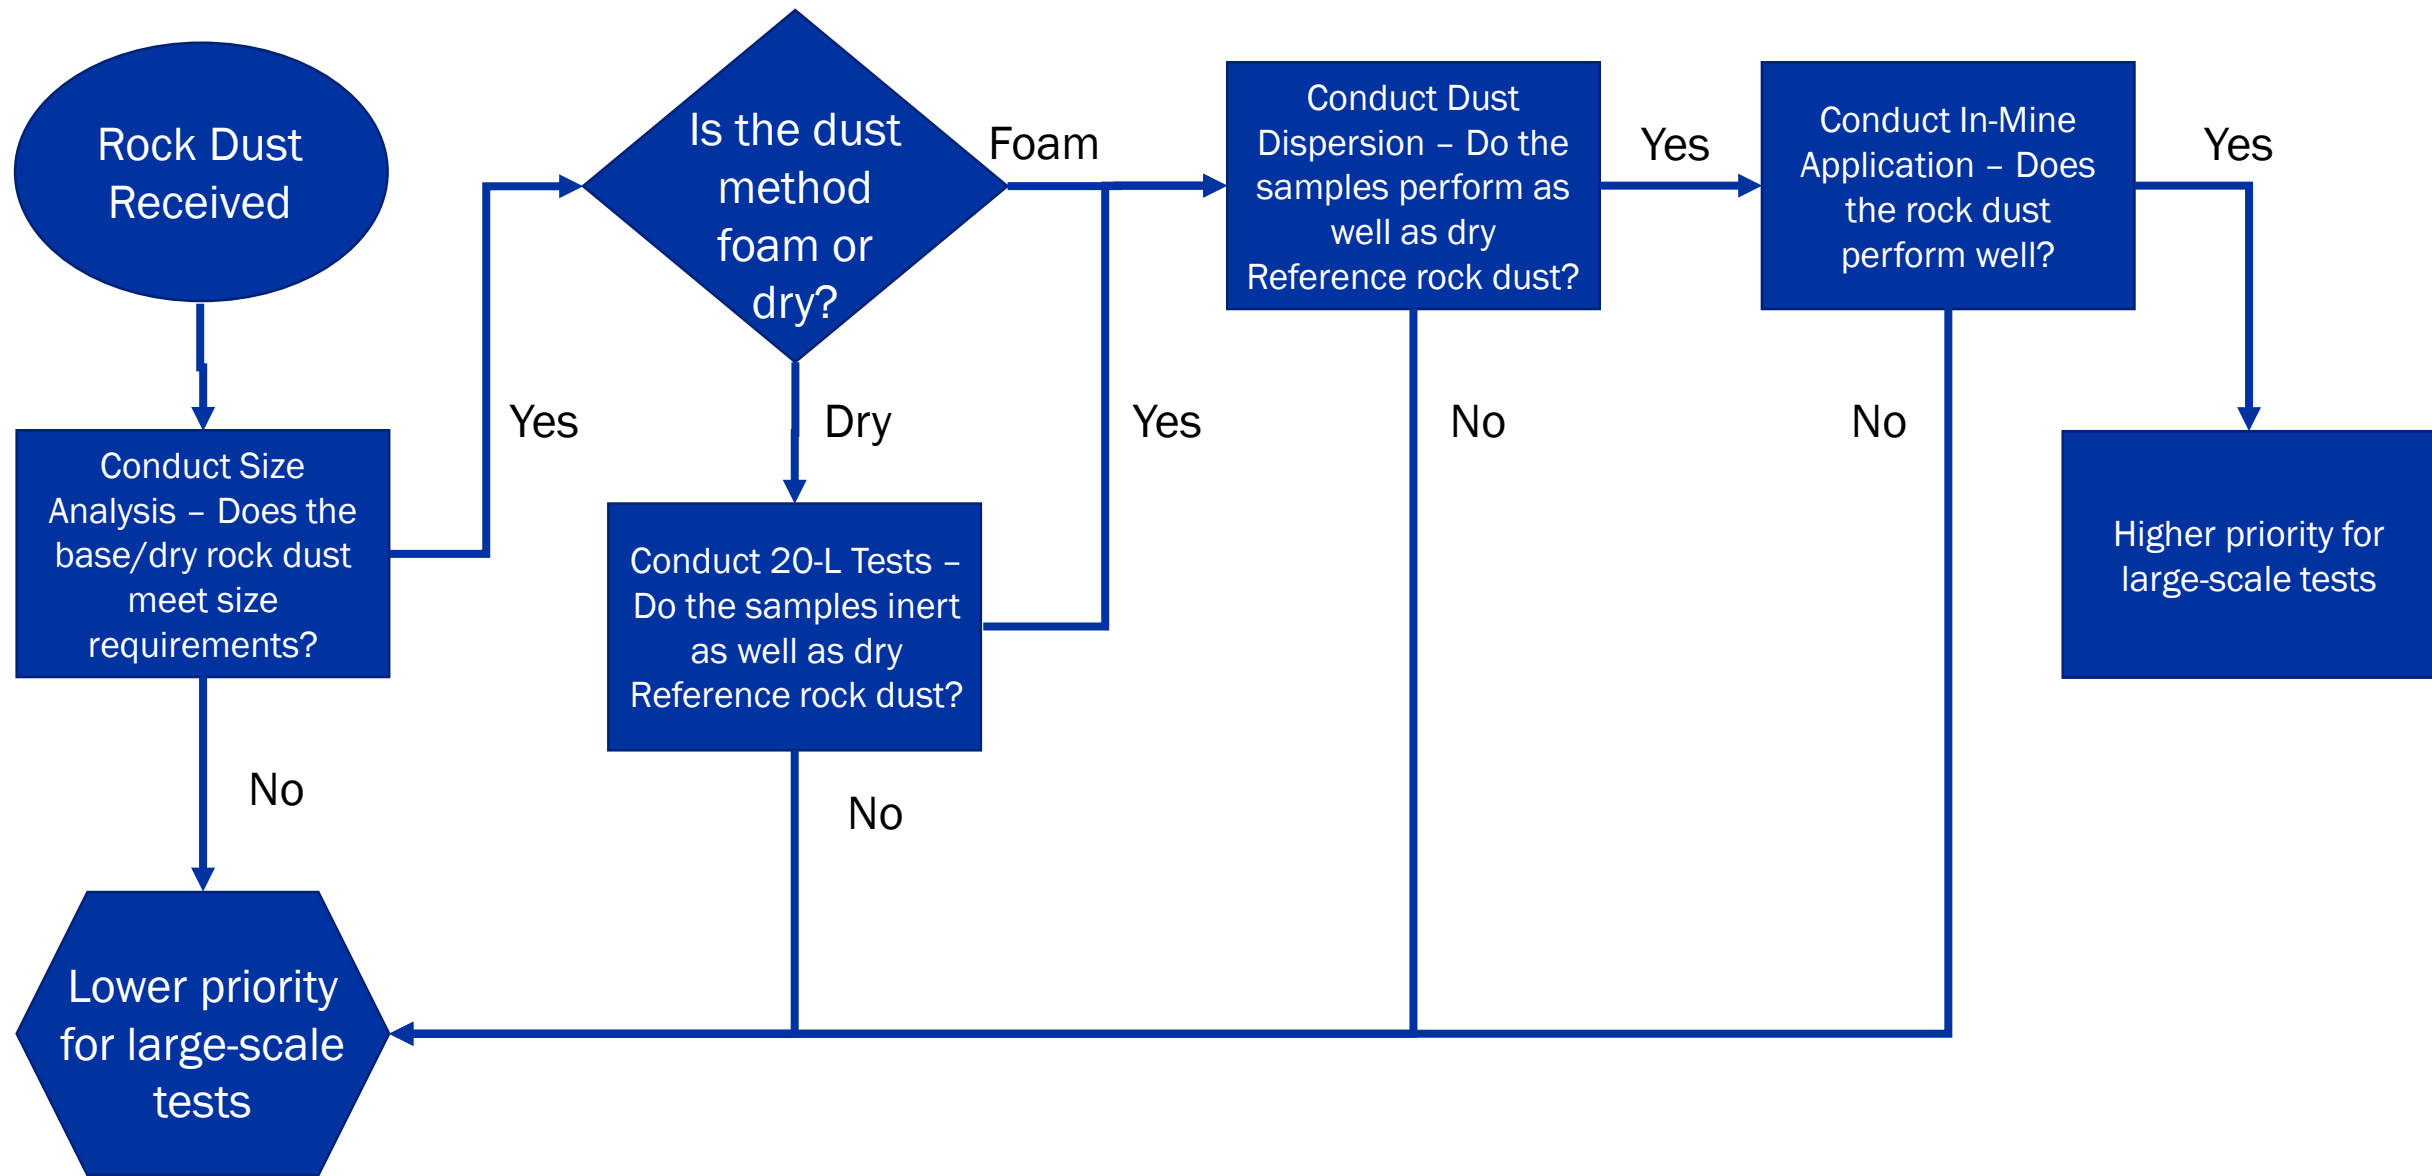 Rock Dust
Received
Conduct Size
Analysis – Does the
base/dry rock dust
meet size
requirements?
Yes
No
Lower priority
for large-scale
tests
Is the dust
method
foam or
dry?
Foam
Dry
Conduct 20-L Tests –
Do the samples inert
as well as dry
Reference rock dust?
Yes
No
Conduct Dust
Dispersion – Do the
samples perform as
well as dry
Reference rock dust?
Yes
No
Conduct In-Mine
Application – Does
the rock dust
perform well?
Yes
No
Higher priority for
large-scale tests